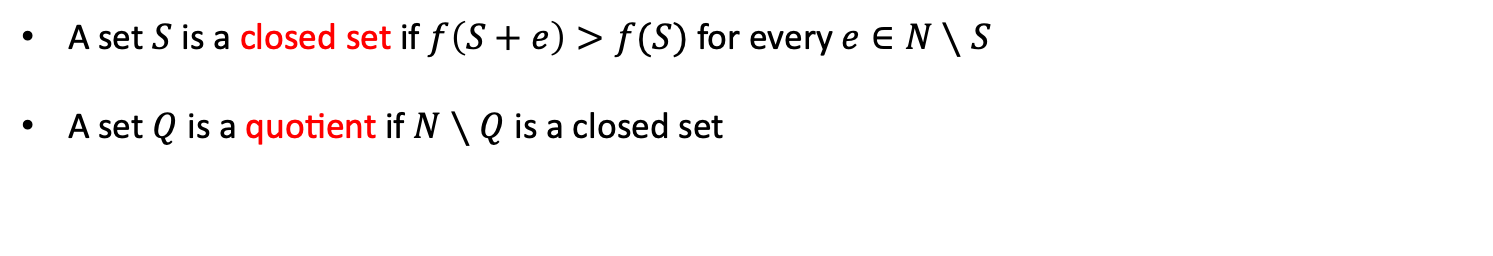 • A set S is a closed set if f(S + e) > f(S) for every e ∈ N \ S
• A set Q is a quotient if N \ Q is a closed set